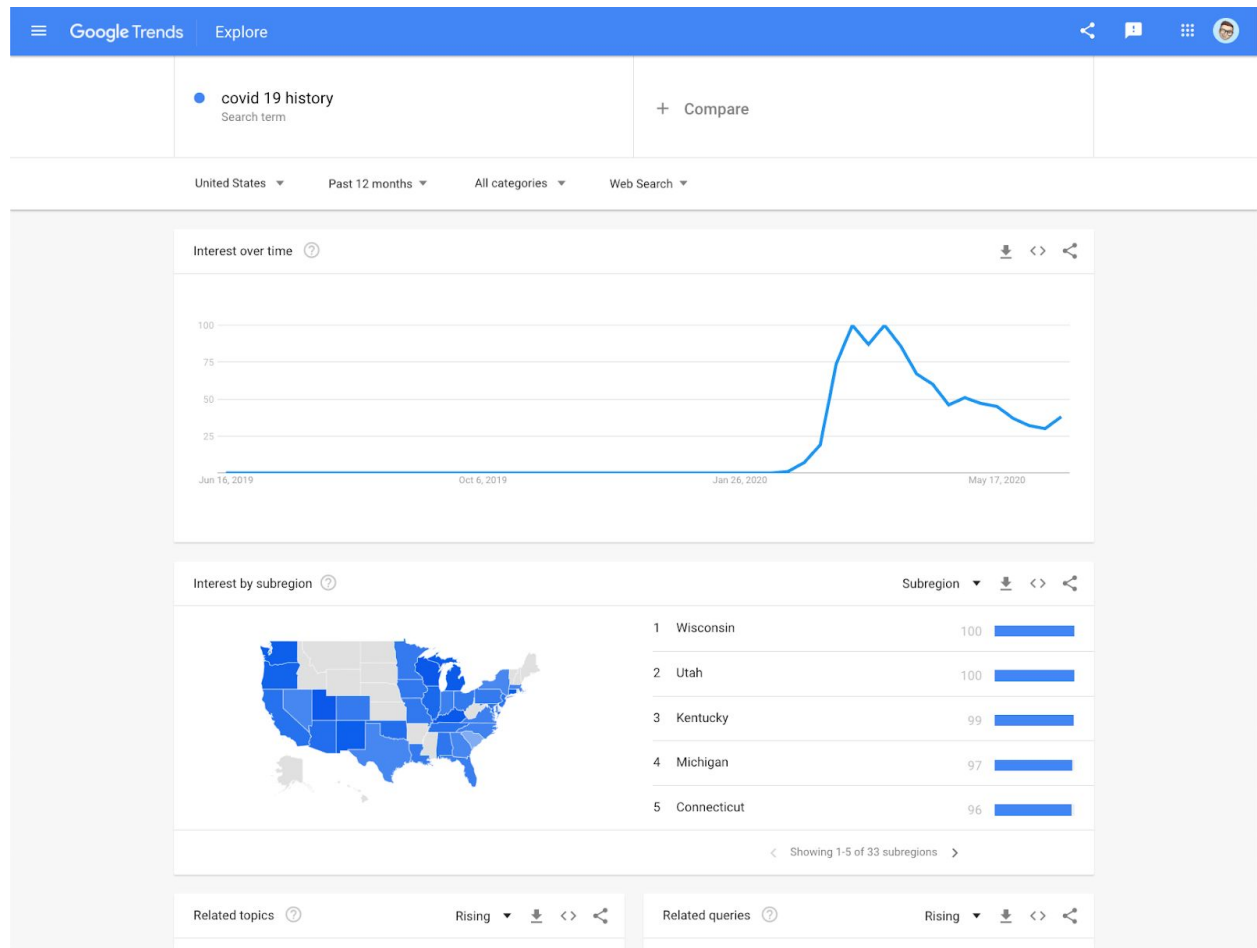 Google Trends Explore
covid 19 history
Search term
+ Compare
United States Past 12 months All categories Web Search
Interest over time
100
75
50
25
Jun 16, 2019 Oct 6, 2019 Jan 26, 2020 May 17, 2020
Interest by subregion Subregion
1 Wisconsin 100
2 Utah 100
3 Kentucky 99
4 Michigan 97
5 Connecticut 96
Showing 1-5 of 33 subregions
Related topics Rising
Related queries Rising